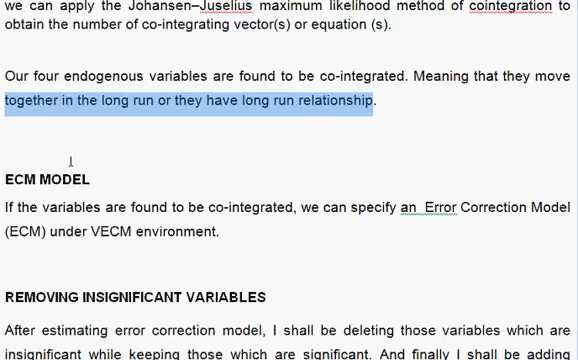 we can apply the Johansen–Juselius maximum likelihood method of cointegration to
obtain the number of co-integrating vector(s) or equation (s).
Our four endogenous variables are found to be co-integrated. Meaning that they move
together in the long run or they have long run relationship.
ECM MODEL
If the variables are found to be co-integrated, we can specify an Error Correction Model
(ECM) under VECM environment.
REMOVING INSIGNIFICANT VARIABLES
After estimating error correction model, I shall be deleting those variables which are
insignificant while keeping those which are significant. And finally I shall be adding